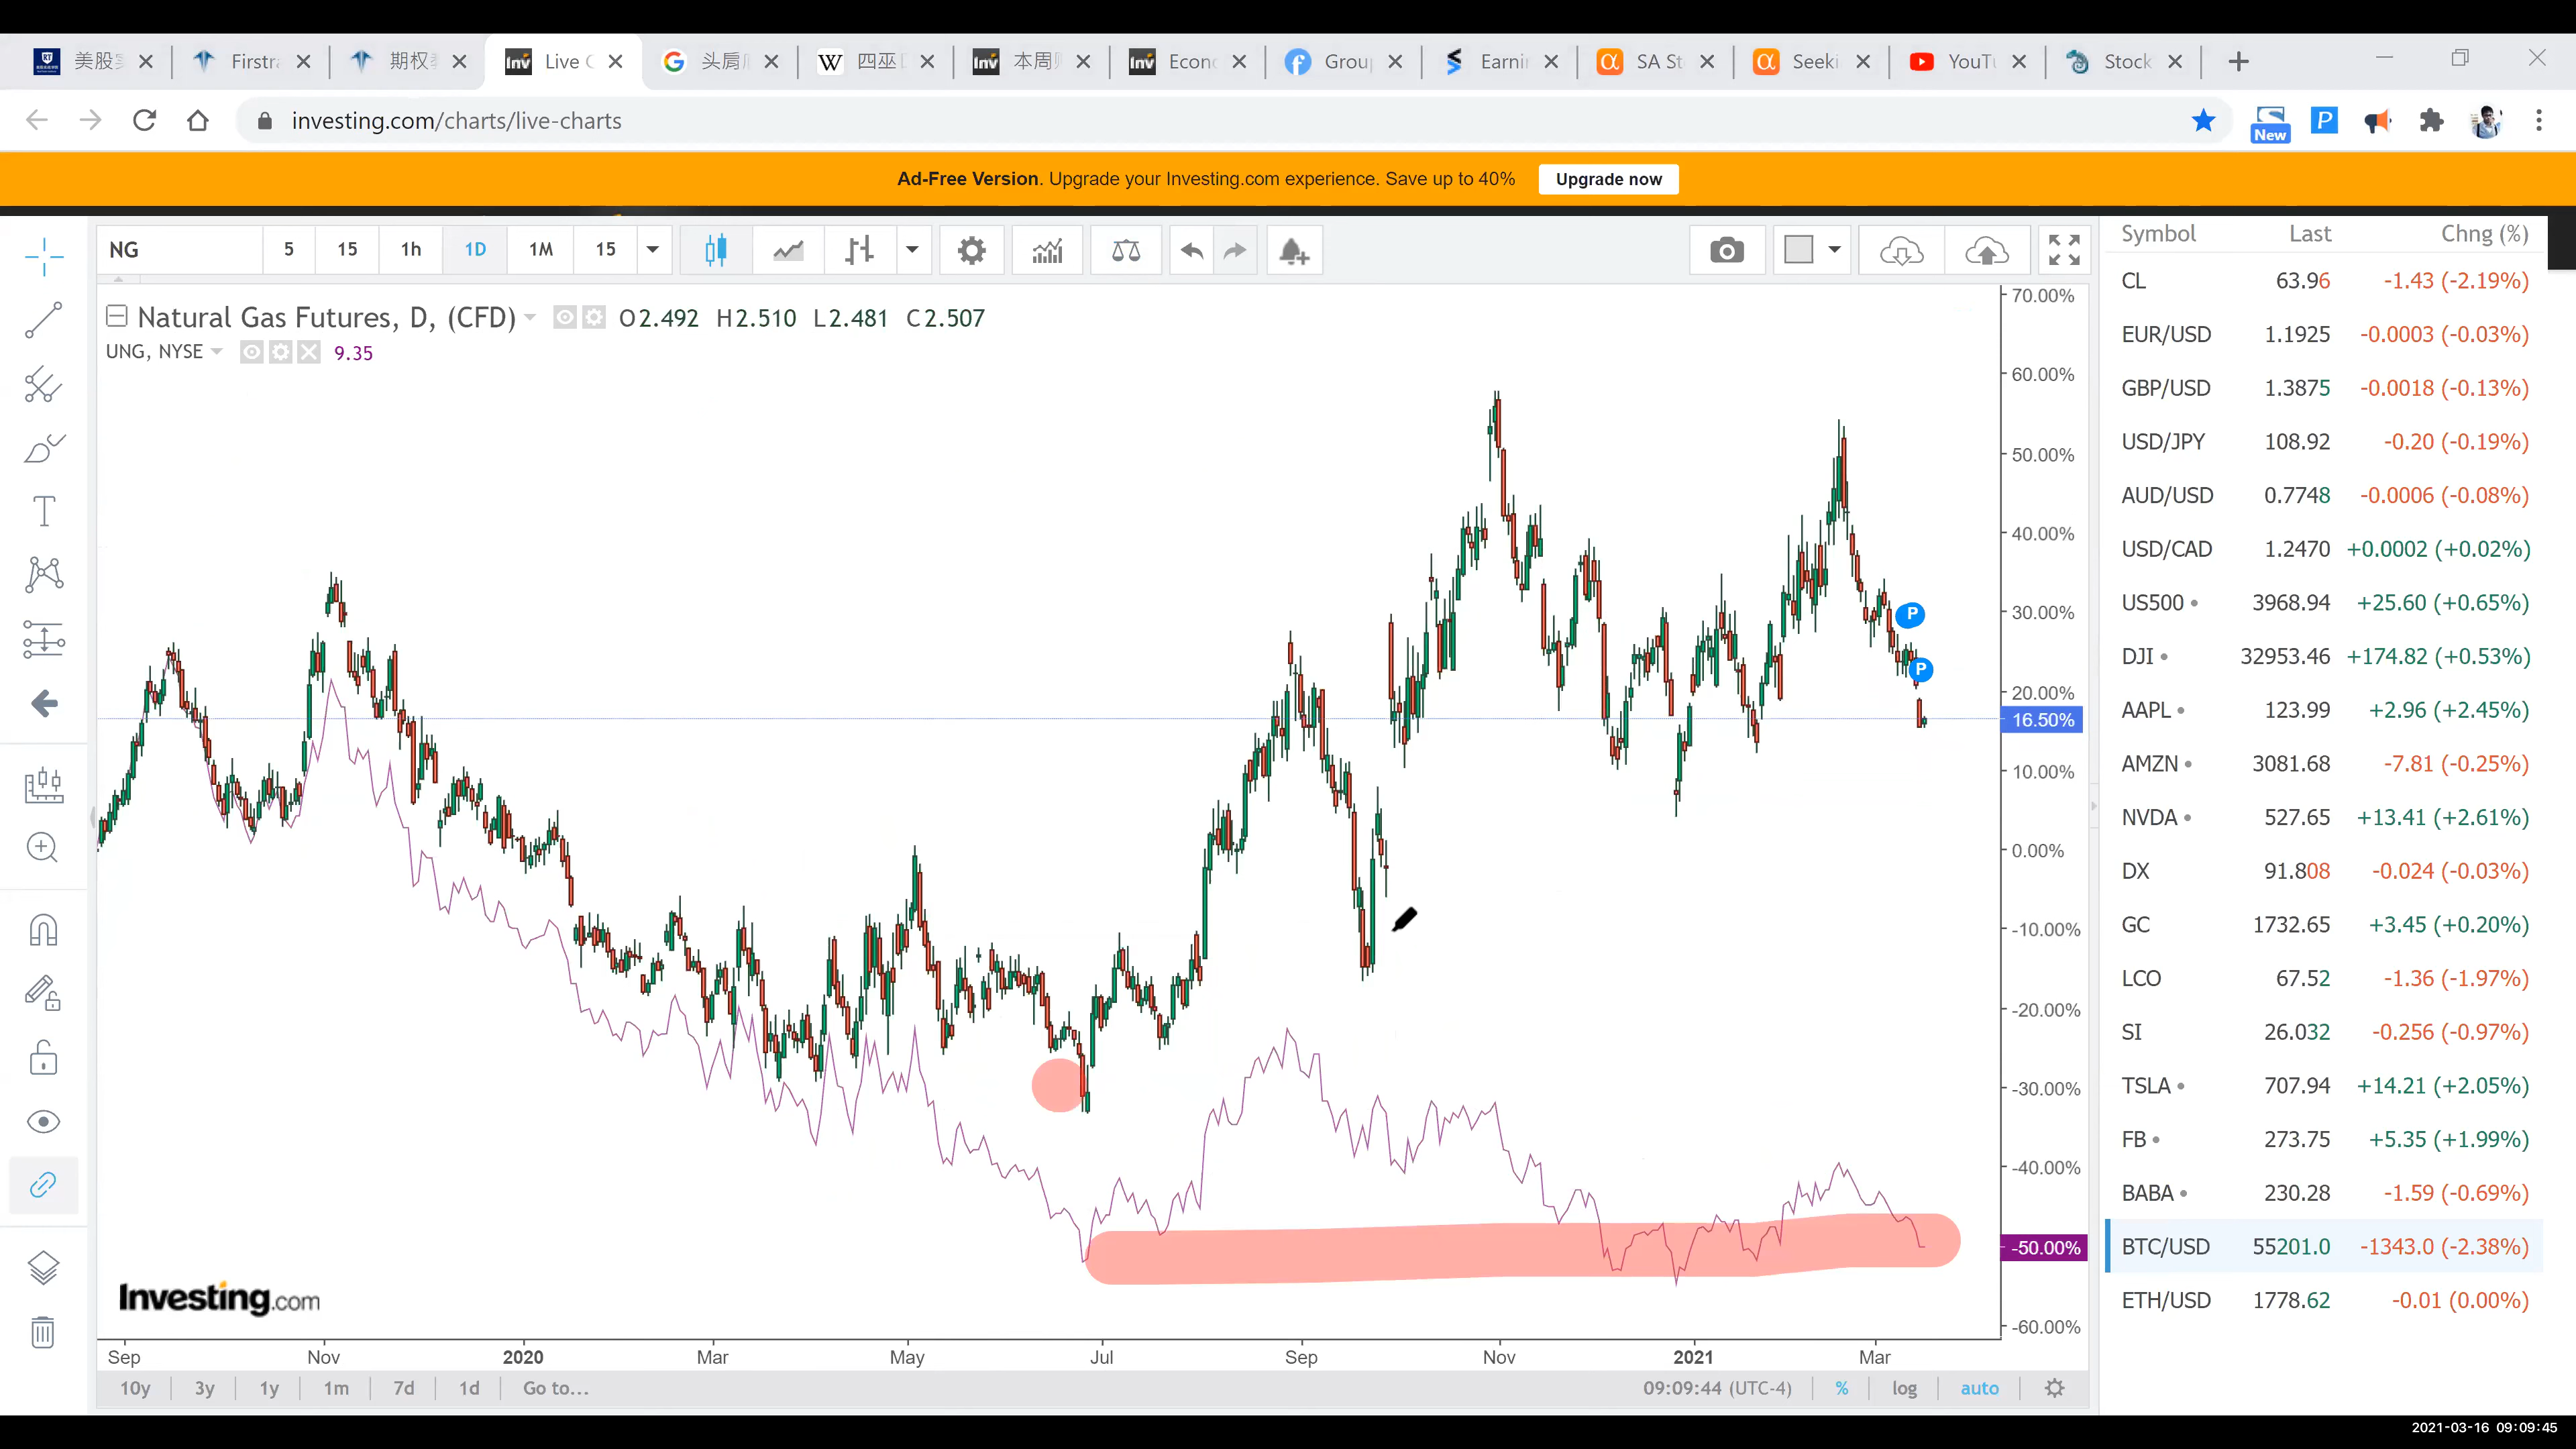 美股 Firstra 期权 Live C 头肩 四巫 本周 Econo Group Earnin SA St Seeki YouTu Stock
investing.com/charts/live-charts
New
Ad-Free Version. Upgrade your Investing.com experience. Save up to 40% Upgrade now
NG 5 15 1h 1D 1M 15
Natural Gas Futures, D, (CFD) O2.492 H2.510 L2.481 C2.507
UNG, NYSE 9.35
70.00%
60.00%
50.00%
40.00%
30.00%
20.00%
16.50%
10.00%
0.00%
-10.00%
-20.00%
-30.00%
-40.00%
-50.00%
-60.00%
P
P
Investing.com
Sep Nov 2020 Mar May Jul Sep Nov 2021 Mar
10y 3y 1y 1m 7d 1d Go to... 09:09:44 (UTC-4) % log auto
Symbol Last Chng (%)
CL 63.96 -1.43 (-2.19%)
EUR/USD 1.1925 -0.0003 (-0.03%)
GBP/USD 1.3875 -0.0018 (-0.13%)
USD/JPY 108.92 -0.20 (-0.19%)
AUD/USD 0.7748 -0.0006 (-0.08%)
USD/CAD 1.2470 +0.0002 (+0.02%)
US500 3968.94 +25.60 (+0.65%)
DJI 32953.46 +174.82 (+0.53%)
AAPL 123.99 +2.96 (+2.45%)
AMZN 3081.68 -7.81 (-0.25%)
NVDA 527.65 +13.41 (+2.61%)
DX 91.808 -0.024 (-0.03%)
GC 1732.65 +3.45 (+0.20%)
LCO 67.52 -1.36 (-1.97%)
SI 26.032 -0.256 (-0.97%)
TSLA 707.94 +14.21 (+2.05%)
FB 273.75 +5.35 (+1.99%)
BABA 230.28 -1.59 (-0.69%)
BTC/USD 55201.0 -1343.0 (-2.38%)
ETH/USD 1778.62 -0.01 (0.00%)
2021-03-16 09:09:45